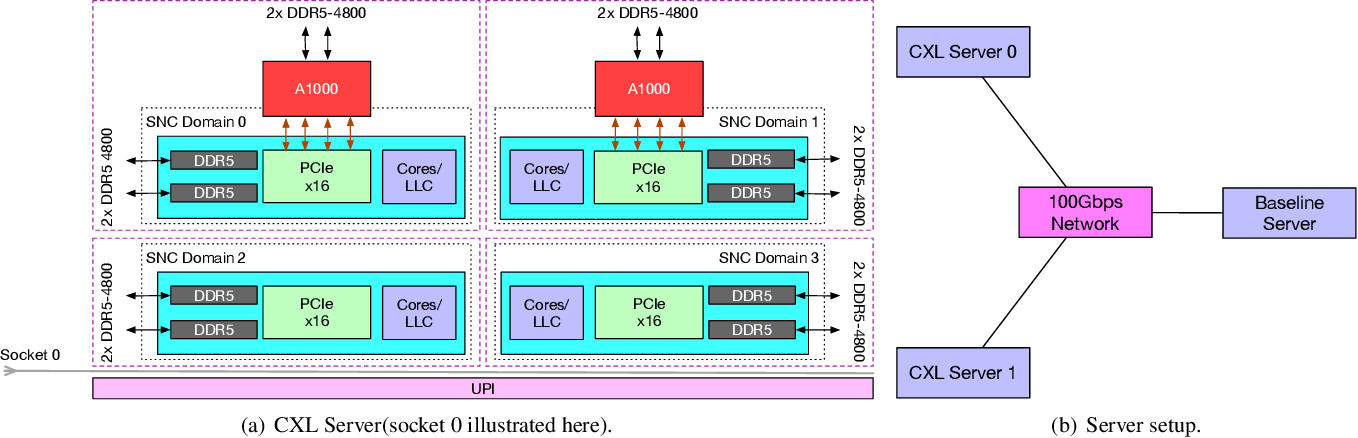 2x DDR5-4800
2x DDR5-4800
A1000
A1000
SNC Domain 0
SNC Domain 1
2x DDR5 4800
DDR5
DDR5
PCIe
x16
Cores/
LLC
Cores/
LLC
PCIe
x16
DDR5
DDR5
2x DDR5-4800
SNC Domain 2
SNC Domain 3
2x DDR5-4800
DDR5
DDR5
PCIe
x16
Cores/
LLC
Cores/
LLC
PCIe
x16
DDR5
DDR5
2x DDR5-4800
Socket 0
UPI
(a) CXL Server(socket 0 illustrated here).
CXL Server 0
100Gbps
Network
Baseline
Server
CXL Server 1
(b) Server setup.